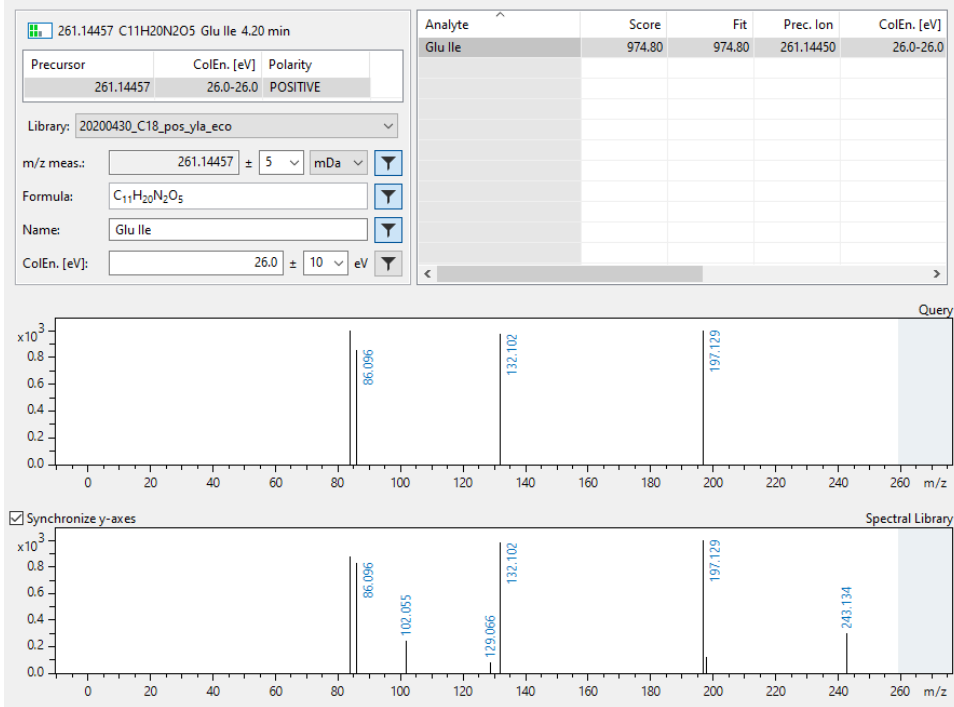 261.14457 C11H20N2O5 Glu Ile 4.20 min
Precursor ColEn. [eV] Polarity
261.14457 26.0-26.0 POSITIVE
Library: 20200430_C18_pos_yla_eco
m/z meas.: 261.14457 ± 5 mDa
Formula: C₁₁H₂₀N₂O₅
Name: Glu Ile
ColEn. [eV]: 26.0 ± 10 eV
Analyte Score Fit Prec. Ion ColEn. [eV]
Glu Ile 974.80 974.80 261.14450 26.0-26.0
Query
x10³
0.8
0.6
0.4
0.2
0.0
86.096
132.102
197.129
0 20 40 60 80 100 120 140 160 180 200 220 240 260 m/z
Synchronize y-axes Spectral Library
x10³
0.8
0.6
0.4
0.2
0.0
86.096
102.055
129.066
132.102
197.129
243.134
0 20 40 60 80 100 120 140 160 180 200 220 240 260 m/z